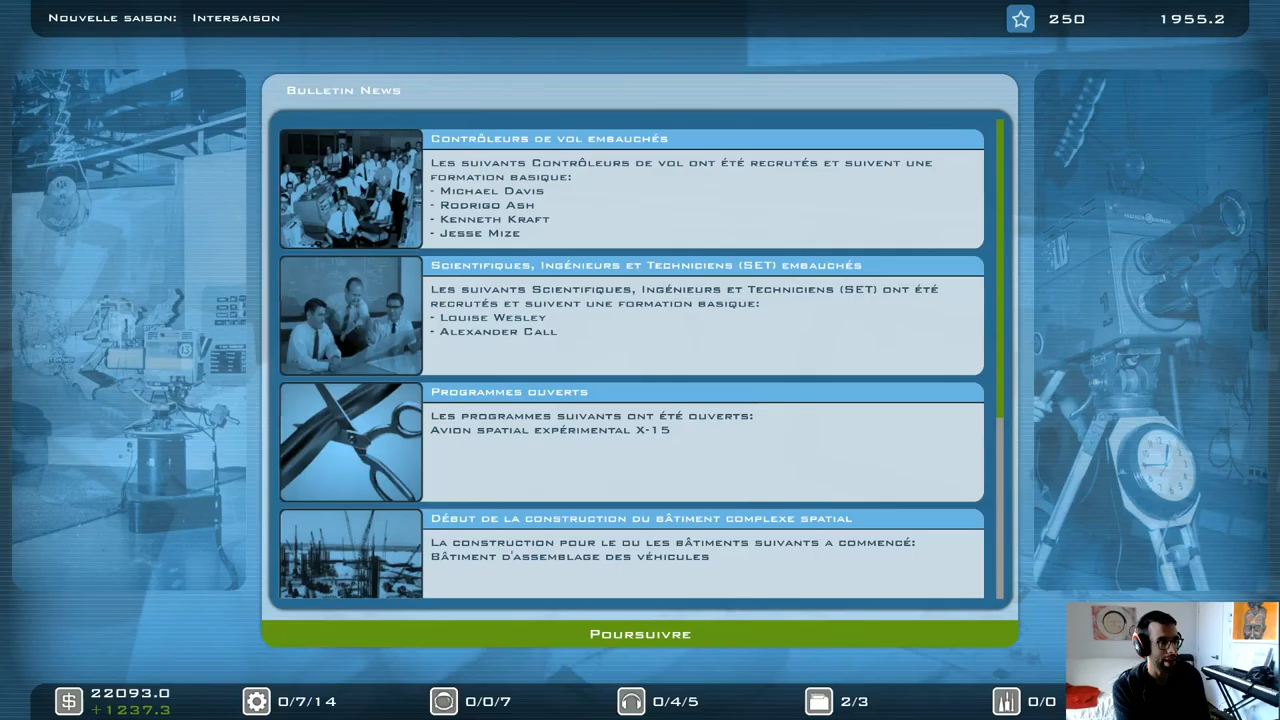 Nouvelle saison: Intersaison
250
1955.2
Bulletin News
Contrôleurs de vol embauchés
Les suivants Contrôleurs de vol ont été recrutés et suivent une
formation basique:
- Michael Davis
- Rodrigo Ash
- Kenneth Kraft
- Jesse Mize
Scientifiques, Ingénieurs et Techniciens (SET) embauchés
Les suivants Scientifiques, Ingénieurs et Techniciens (SET) ont été
recrutés et suivent une formation basique:
- Louise Wesley
- Alexander Call
Programmes ouverts
Les programmes suivants ont été ouverts:
Avion spatial expérimental X-15
Début de la construction du bâtiment complexe spatial
La construction pour le ou les bâtiments suivants a commencé:
Bâtiment d'assemblage des véhicules
Poursuivre
$
22093.0
+1237.3
0/7/14
0/0/7
0/4/5
2/3
0/0